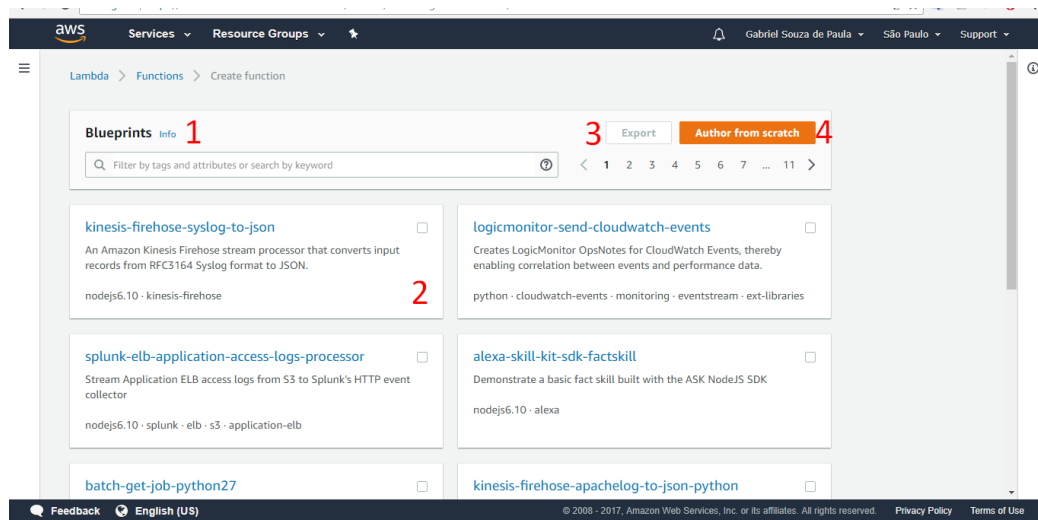 aws Services Resource Groups Gabriel Souza de Paula São Paulo Support
Lambda > Functions > Create function
Blueprints Info 1 3 Export Author from scratch 4
Filter by tags and attributes or search by keyword < 1 2 3 4 5 6 7 ... 11 >
kinesis-firehose-syslog-to-json
An Amazon Kinesis Firehose stream processor that converts input
records from RFC3164 Syslog format to JSON.
nodejs6.10 · kinesis-firehose 2
logicmonitor-send-cloudwatch-events
Creates LogicMonitor OpsNotes for CloudWatch Events, thereby
enabling correlation between events and performance data.
python · cloudwatch-events · monitoring · eventstream · ext-libraries
splunk-elb-application-access-logs-processor
Stream Application ELB access logs from S3 to Splunk's HTTP event
collector
nodejs6.10 · splunk · elb · s3 · application-elb
alexa-skill-kit-sdk-factskill
Demonstrate a basic fact skill built with the ASK NodeJS SDK
nodejs6.10 · alexa
batch-get-job-python27
kinesis-firehose-apachelog-to-json-python
Feedback English (US) © 2008 - 2017, Amazon Web Services, Inc. or its affiliates. All rights reserved. Privacy Policy Terms of Use